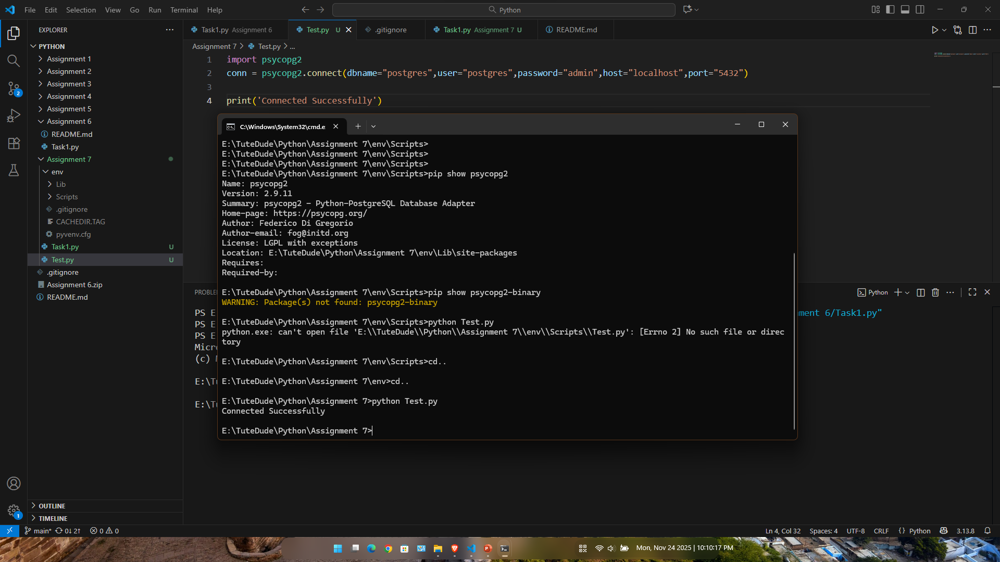 File Edit Selection View Go Run Terminal Help
Python
EXPLORER
Task1.py Assignment 6
Test.py U
.gitignore
Task1.py Assignment 7 U
README.md
PYTHON
Assignment 1
Assignment 2
Assignment 3
Assignment 4
Assignment 5
Assignment 6
README.md
Task1.py
Assignment 7
env
Lib
Scripts
.gitignore
CACHEDIR.TAG
pyvenv.cfg
Task1.py U
Test.py U
.gitignore
Assignment 6.zip
README.md
OUTLINE
TIMELINE
Assignment 7 > Test.py > ...
1 import psycopg2
2 conn = psycopg2.connect(dbname="postgres",user="postgres",password="admin",host="localhost",port="5432")
3
4 print('Connected Successfully')
C:\Windows\System32\cmd.e
E:\TuteDude\Python\Assignment 7\env\Scripts>
E:\TuteDude\Python\Assignment 7\env\Scripts>
E:\TuteDude\Python\Assignment 7\env\Scripts>
E:\TuteDude\Python\Assignment 7\env\Scripts>pip show psycopg2
Name: psycopg2
Version: 2.9.11
Summary: psycopg2 - Python-PostgreSQL Database Adapter
Home-page: https://psycopg.org/
Author: Federico Di Gregorio
Author-email: fog@initd.org
License: LGPL with exceptions
Location: E:\TuteDude\Python\Assignment 7\env\Lib\site-packages
Requires:
Required-by:
E:\TuteDude\Python\Assignment 7\env\Scripts>pip show psycopg2-binary
WARNING: Package(s) not found: psycopg2-binary
E:\TuteDude\Python\Assignment 7\env\Scripts>python Test.py
python.exe: can't open file 'E:\\TuteDude\\Python\\Assignment 7\\env\\Scripts\\Test.py': [Errno 2] No such file or direc
tory
E:\TuteDude\Python\Assignment 7\env\Scripts>cd..
E:\TuteDude\Python\Assignment 7\env>cd..
E:\TuteDude\Python\Assignment 7>python Test.py
Connected Successfully
E:\TuteDude\Python\Assignment 7>
PROBLE
Python
PS E
nment 6/Task1.py"
PS E
PS E
Micr
(c)
E:\T
E:\T
2
1
main* 0↓ 2↑ 0 0
Ln 4, Col 32 Spaces: 4 UTF-8 CRLF {} Python 3.13.8
Mon, Nov 24 2025 | 10:10:17 PM